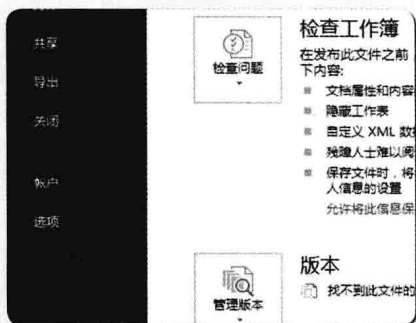 共享
导出
关闭
帐户
选项
检查问题
检查工作簿
在发布此文件之前
下内容:
文档属性和内容
隐藏工作表
自定义 XML 数据
残障人士难以阅
保存文件时，将
人信息的设置
允许将此信息保
管理版本
版本
找不到此文件的